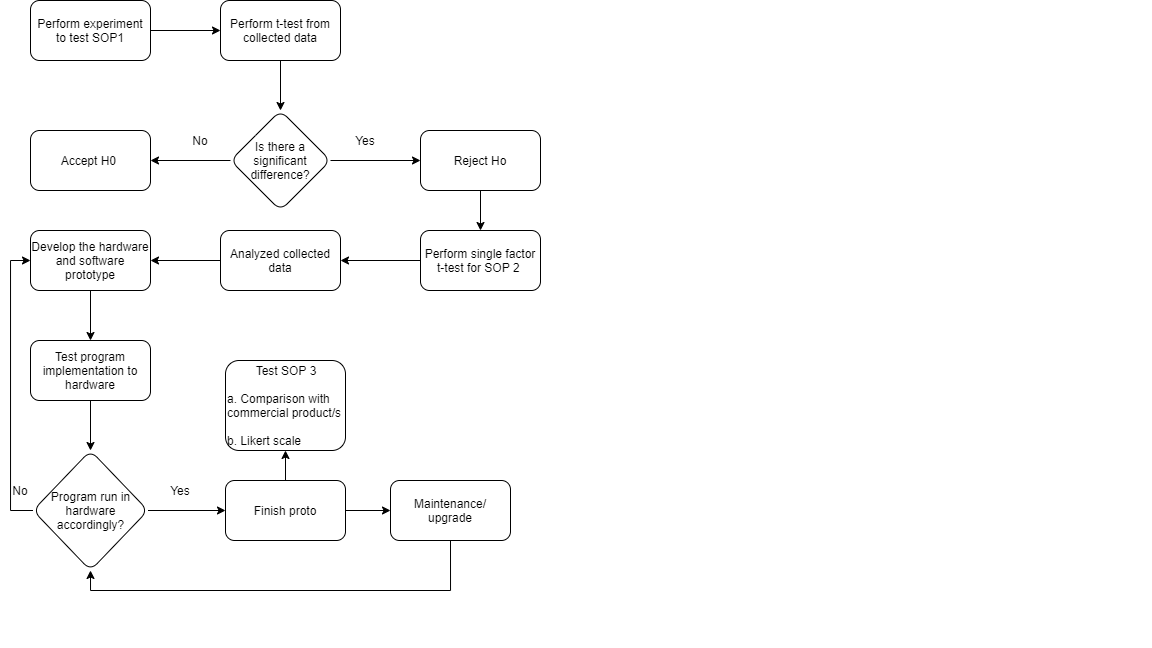 Perform experiment
to test SOP1
Perform t-test from
collected data
No
Yes
Accept H0
Is there a
significant
difference?
Reject Ho
Develop the hardware
and software
prototype
Analyzed collected
data
Perform single factor
t-test for SOP 2
Test program
implementation to
hardware
Test SOP 3
a. Comparison with
commercial product/s
b. Likert scale
No
Program run in
hardware
accordingly?
Yes
Finish proto
Maintenance/
upgrade